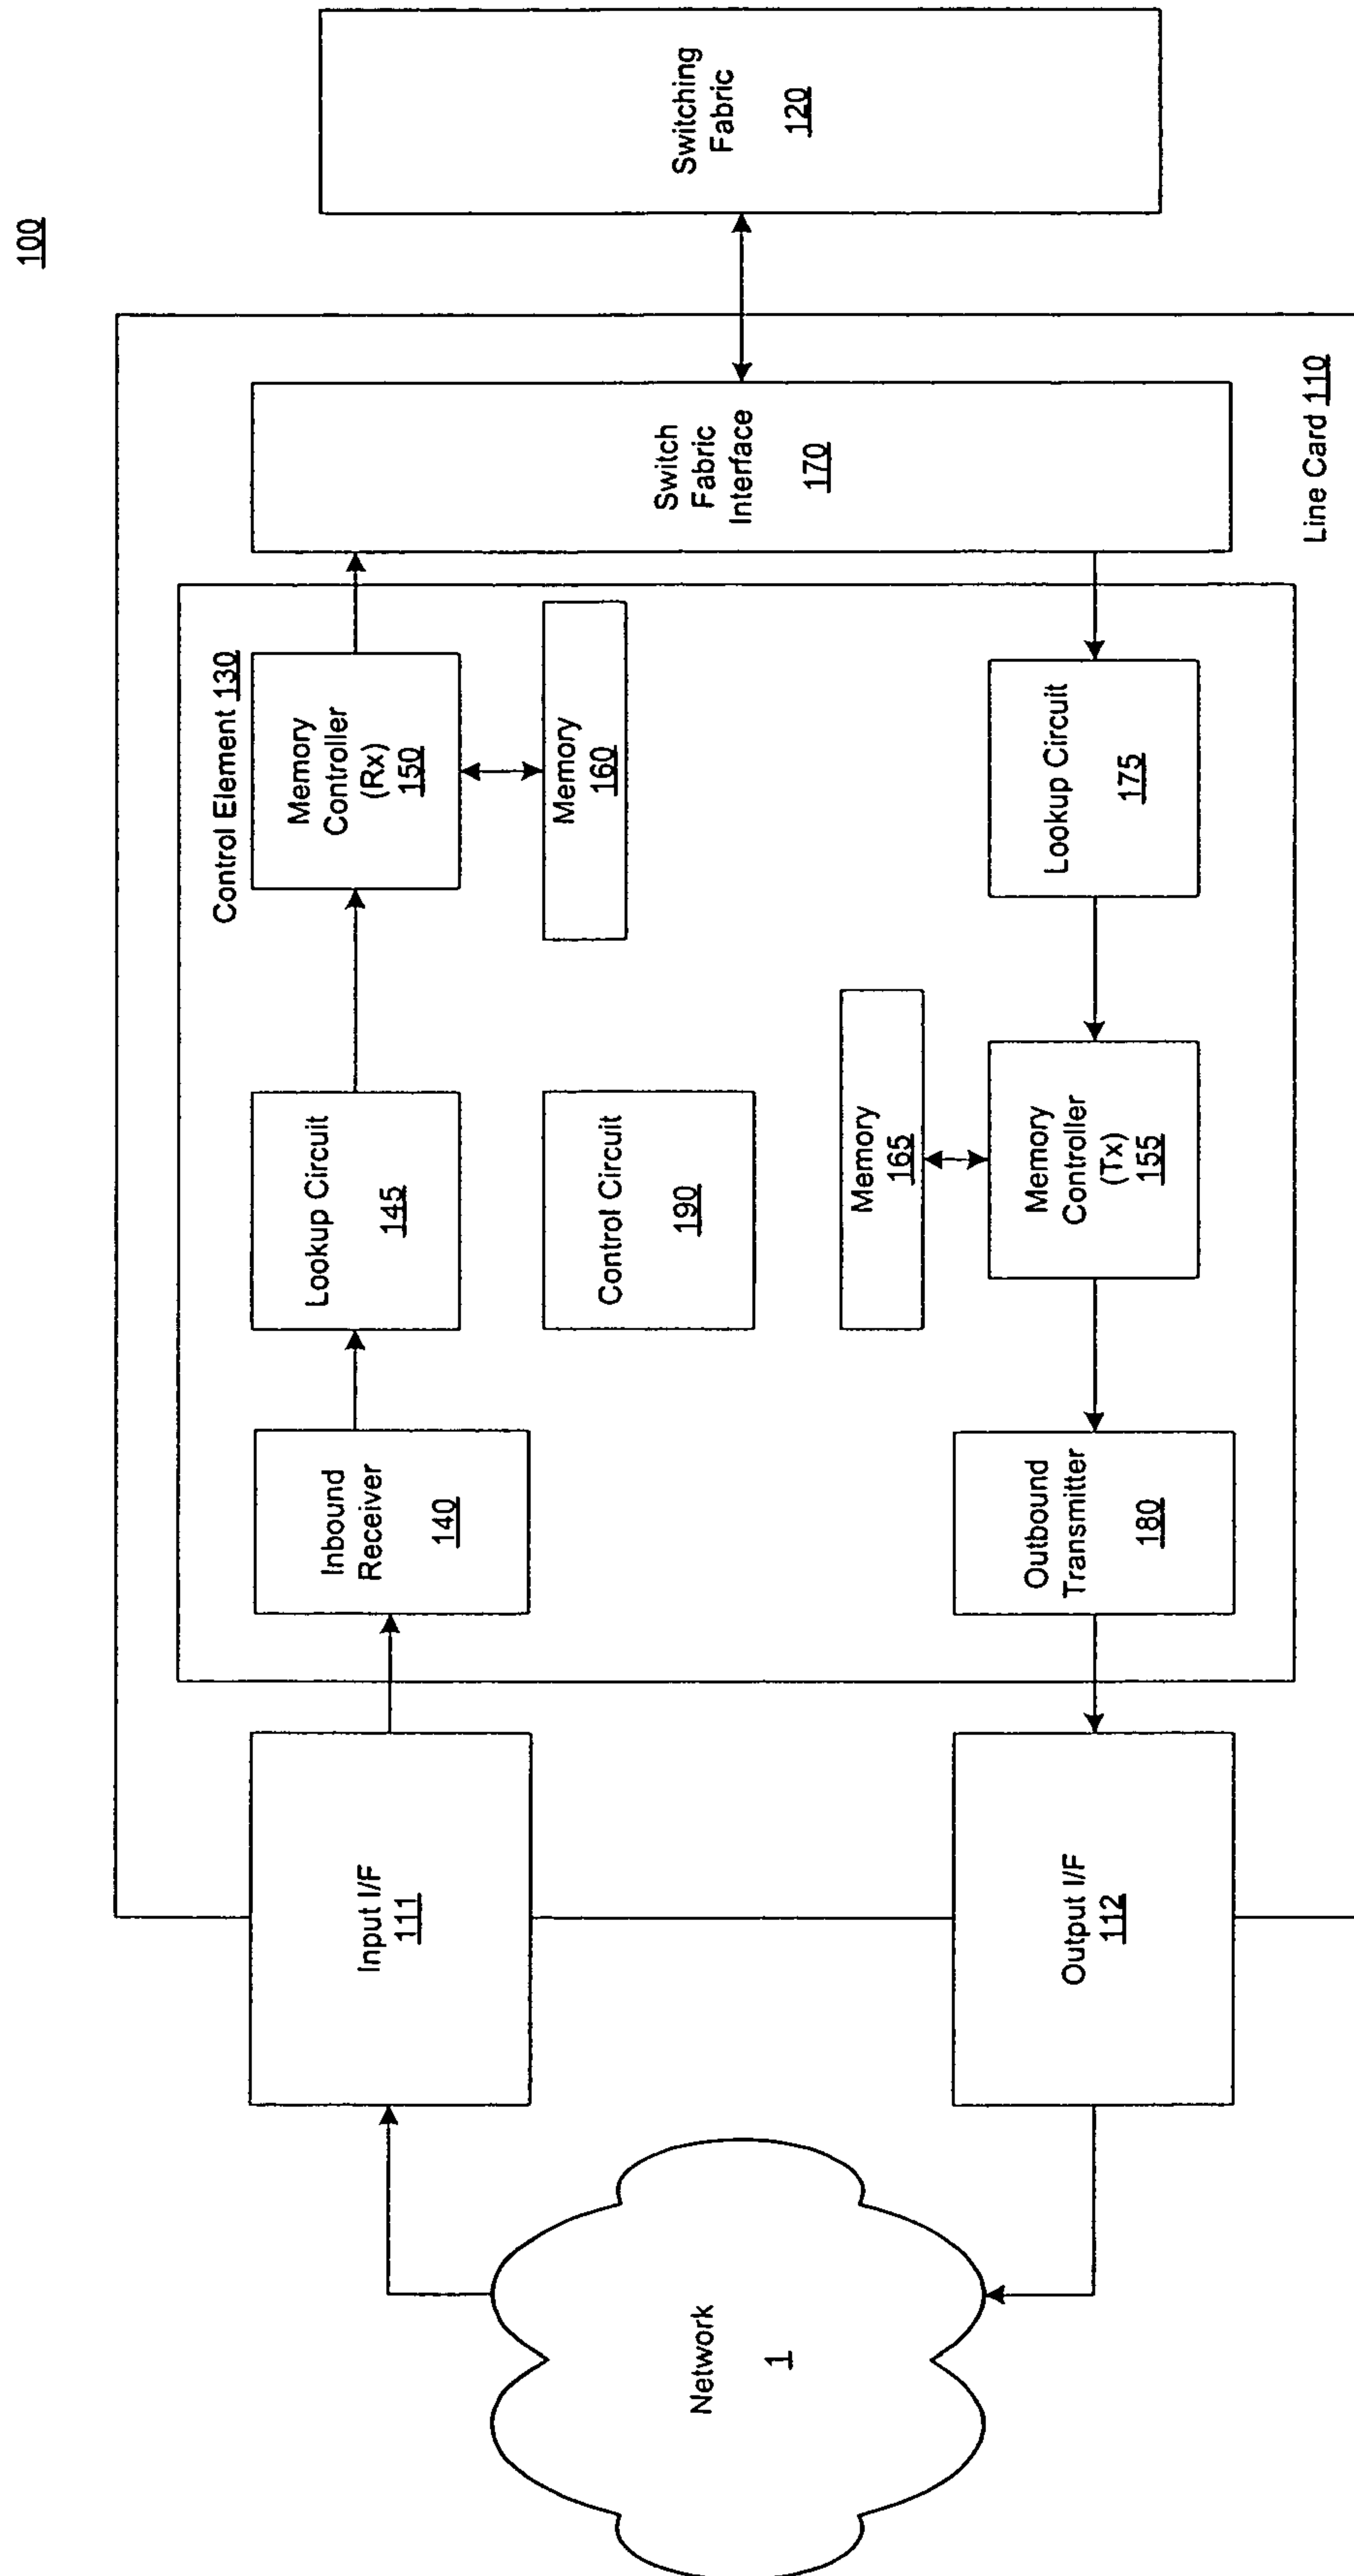 100
Switching
Fabric
120
Line Card 110
Switch
Fabric
Interface
170
Control Element 130
Memory
Controller
(Rx)
150
Memory
160
Lookup Circuit
175
Lookup Circuit
145
Control Circuit
190
Memory
165
Memory
Controller
(Tx)
155
Inbound
Receiver
140
Outbound
Transmitter
180
Input I/F
111
Output I/F
112
Network
1